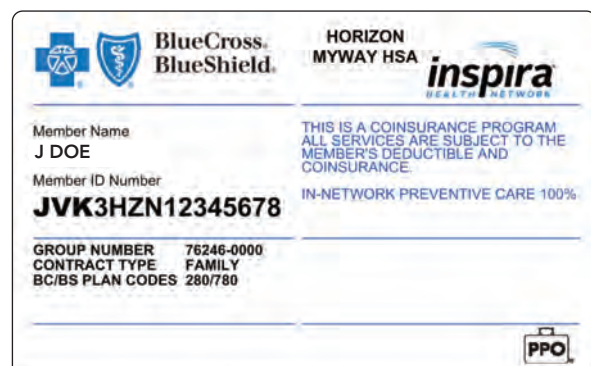 BlueCross®
BlueShield®
HORIZON
MYWAY HSA
inspira
HEALTH NETWORK
Member Name
J DOE
Member ID Number
JVK3HZN12345678
GROUP NUMBER 76246-0000
CONTRACT TYPE FAMILY
BC/BS PLAN CODES 280/780
THIS IS A COINSURANCE PROGRAM
ALL SERVICES ARE SUBJECT TO THE
MEMBER'S DEDUCTIBLE AND
COINSURANCE.
IN-NETWORK PREVENTIVE CARE 100%
PPO